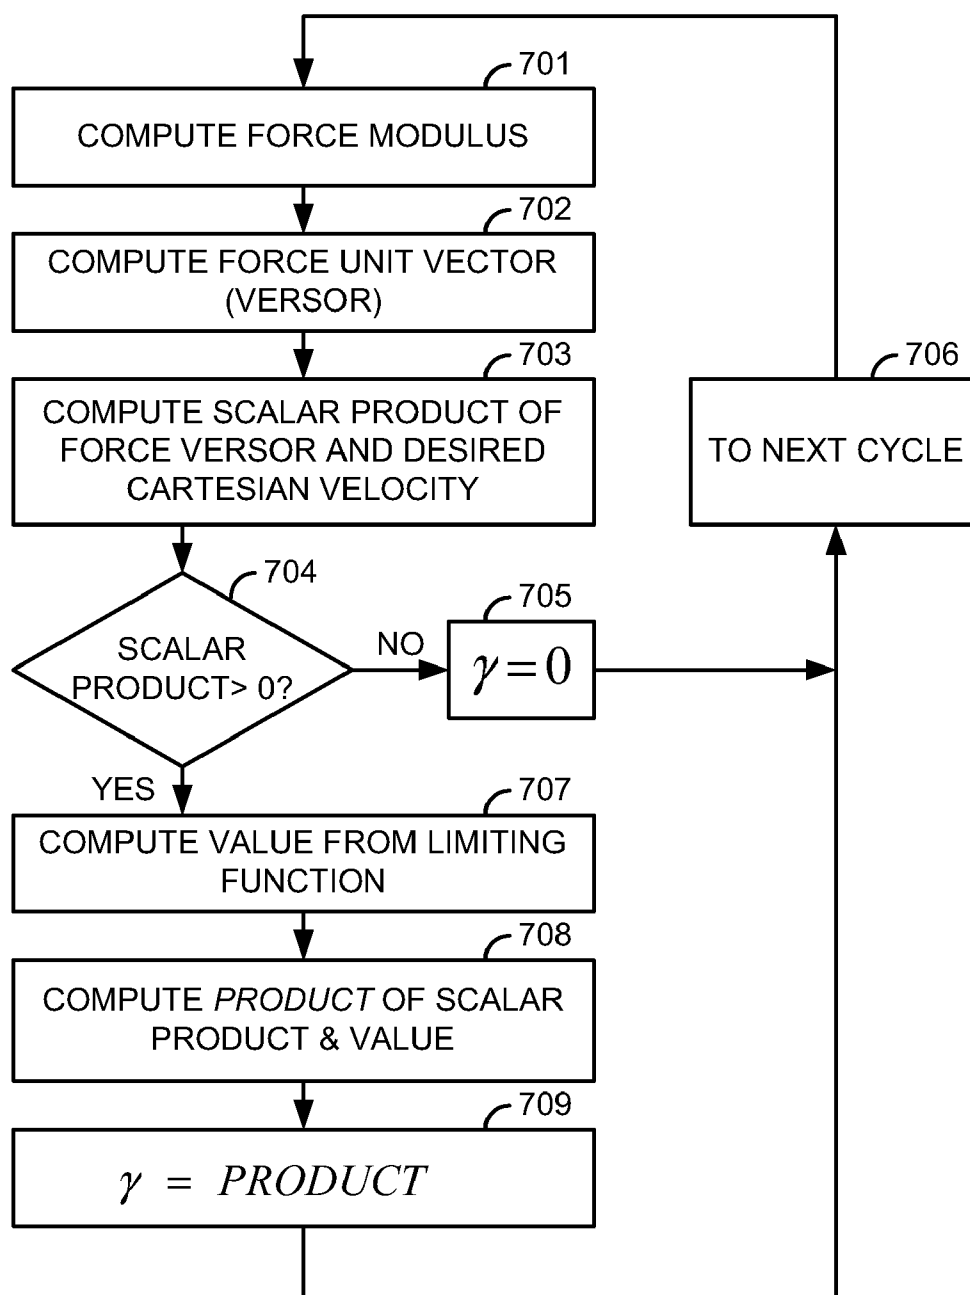 701
COMPUTE FORCE MODULUS
702
COMPUTE FORCE UNIT VECTOR
(VERSOR)
703
COMPUTE SCALAR PRODUCT OF
FORCE VERSOR AND DESIRED
CARTESIAN VELOCITY
706
TO NEXT CYCLE
704
SCALAR
PRODUCT> 0?
NO
705
γ = 0
YES
707
COMPUTE VALUE FROM LIMITING
FUNCTION
708
COMPUTE PRODUCT OF SCALAR
PRODUCT & VALUE
709
γ = PRODUCT